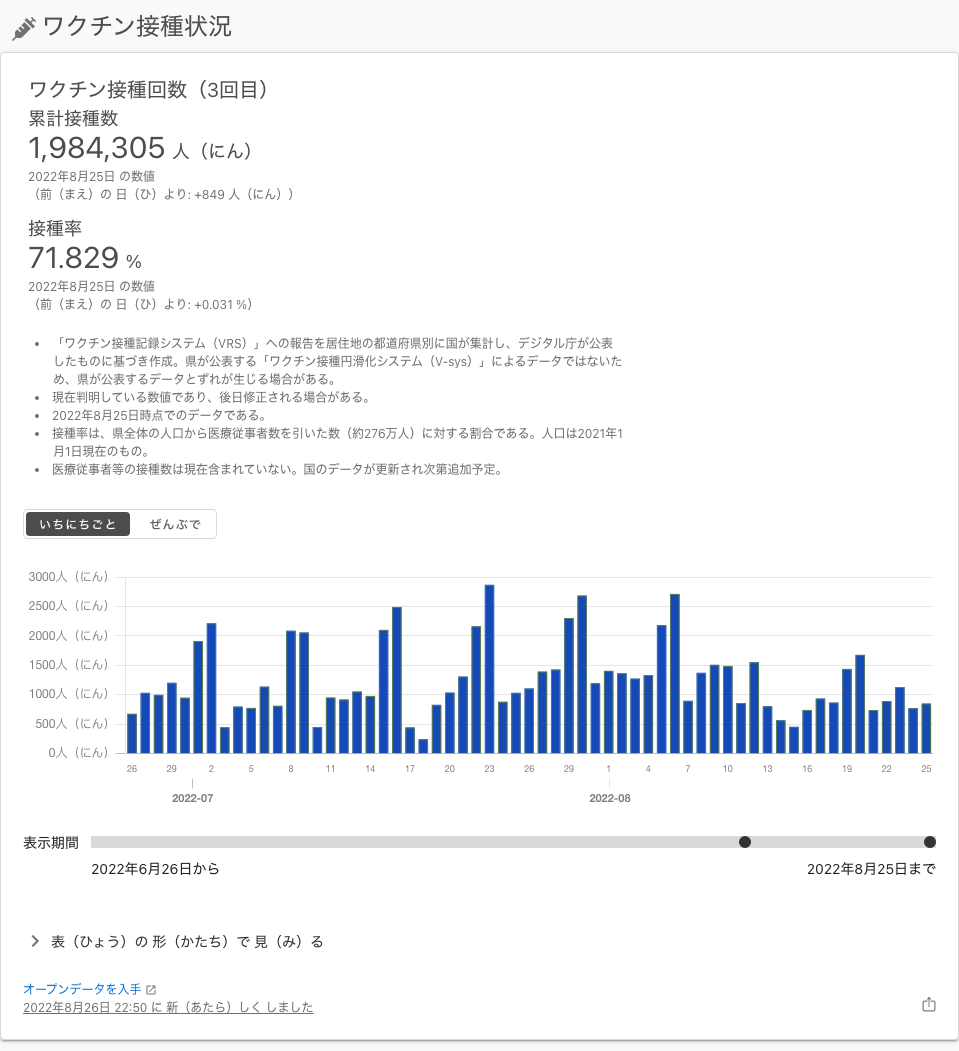 ワクチン接種状況
ワクチン接種回数（3回目）
累計接種数
1,984,305 人（にん）
2022年8月25日 の数値
（前（まえ）の 日（ひ）より: +849 人（にん））
接種率
71.829 %
2022年8月25日 の数値
（前（まえ）の 日（ひ）より: +0.031 %）
• 「ワクチン接種記録システム（VRS）」への報告を居住地の都道府県別に国が集計し、デジタル庁が公表
したものに基づき作成。県が公表する「ワクチン接種円滑化システム（V-sys）」によるデータではないた
め、県が公表するデータとずれが生じる場合がある。
• 現在判明している数値であり、後日修正される場合がある。
• 2022年8月25日時点でのデータである。
• 接種率は、県全体の人口から医療従事者数を引いた数（約276万人）に対する割合である。人口は2021年1
月1日現在のもの。
• 医療従事者等の接種数は現在含まれていない。国のデータが更新され次第追加予定。
いちにちごと ぜんぶで
3000人（にん）
2500人（にん）
2000人（にん）
1500人（にん）
1000人（にん）
500人（にん）
0人（にん）
26 29 2 5 8 11 14 17 20 23 26 29 1 4 7 10 13 16 19 22 25
2022-07 2022-08
表示期間
2022年6月26日から 2022年8月25日まで
表（ひょう）の 形（かたち）で 見（み）る
オープンデータを入手
2022年8月26日 22:50 に 新（あたら）しく しました